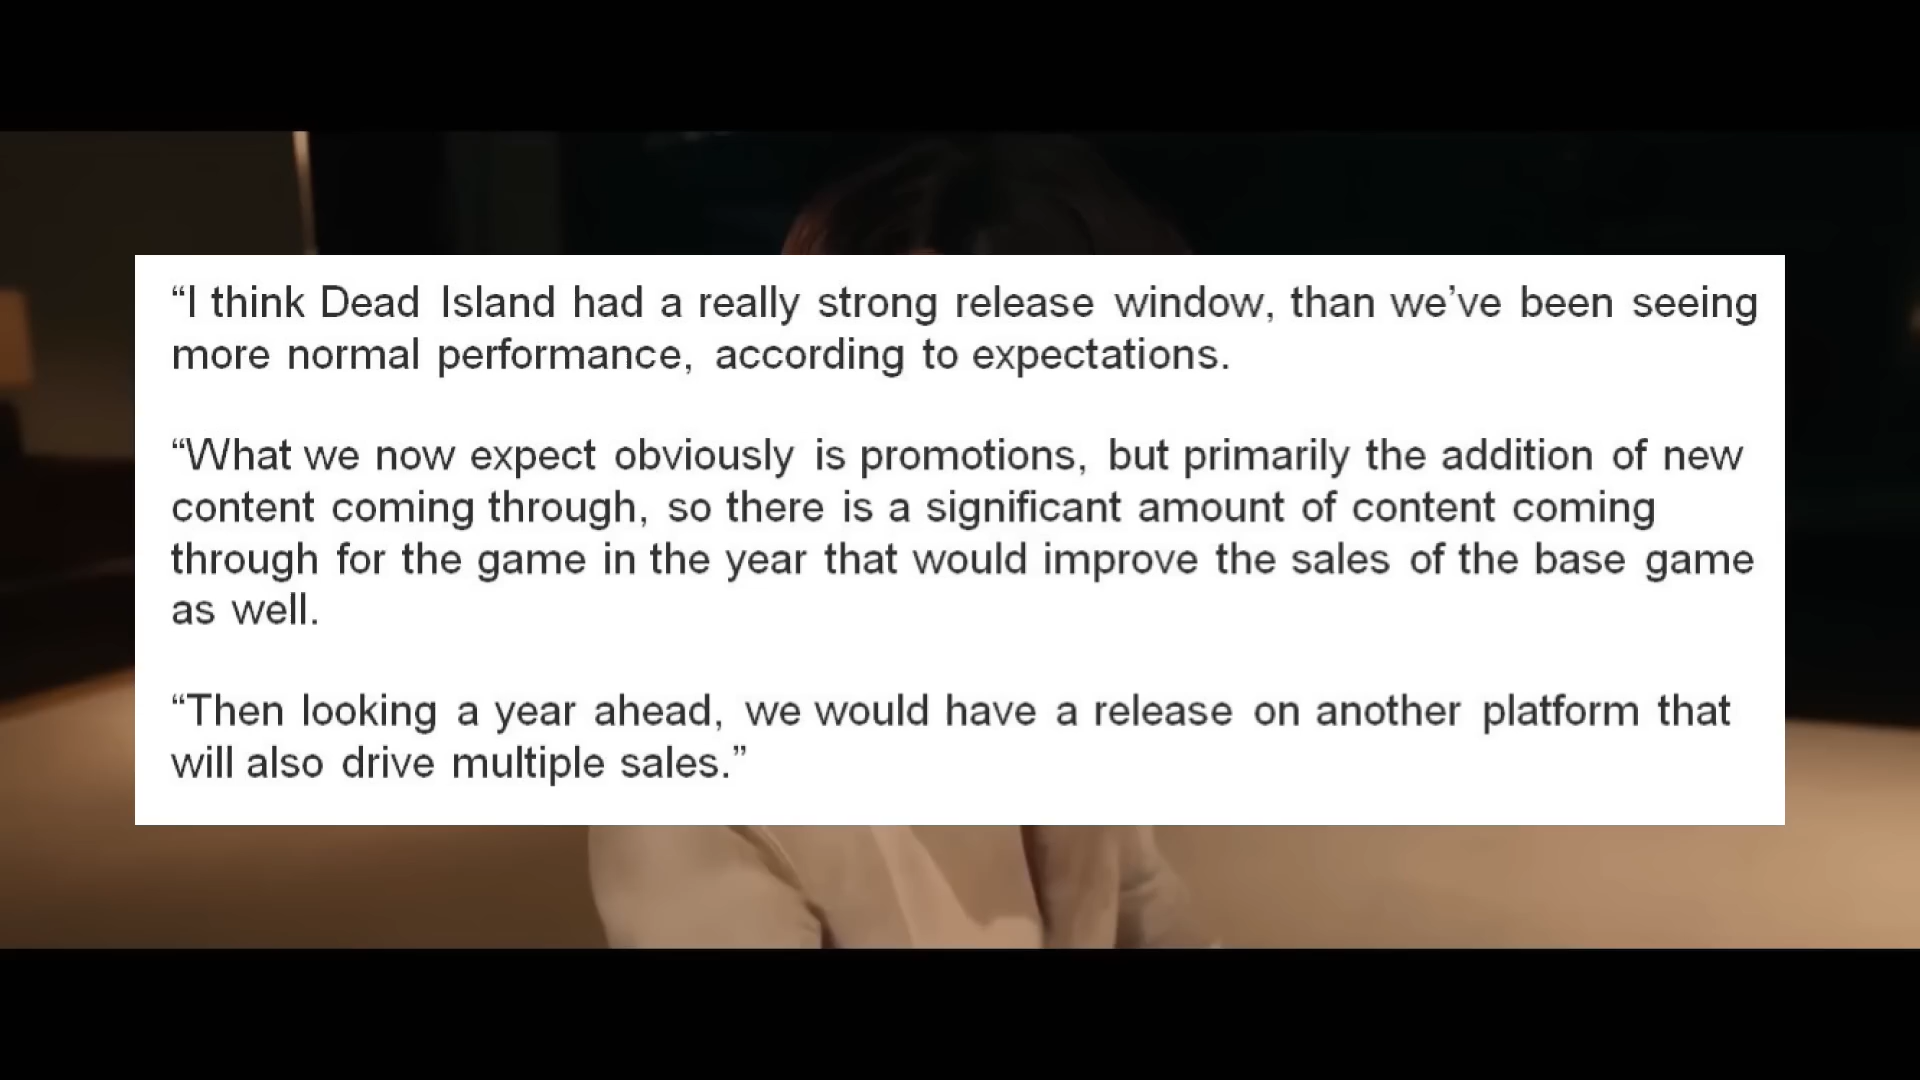 “I think Dead Island had a really strong release window, than we’ve been seeing
more normal performance, according to expectations.
“What we now expect obviously is promotions, but primarily the addition of new
content coming through, so there is a significant amount of content coming
through for the game in the year that would improve the sales of the base game
as well.
“Then looking a year ahead, we would have a release on another platform that
will also drive multiple sales.”